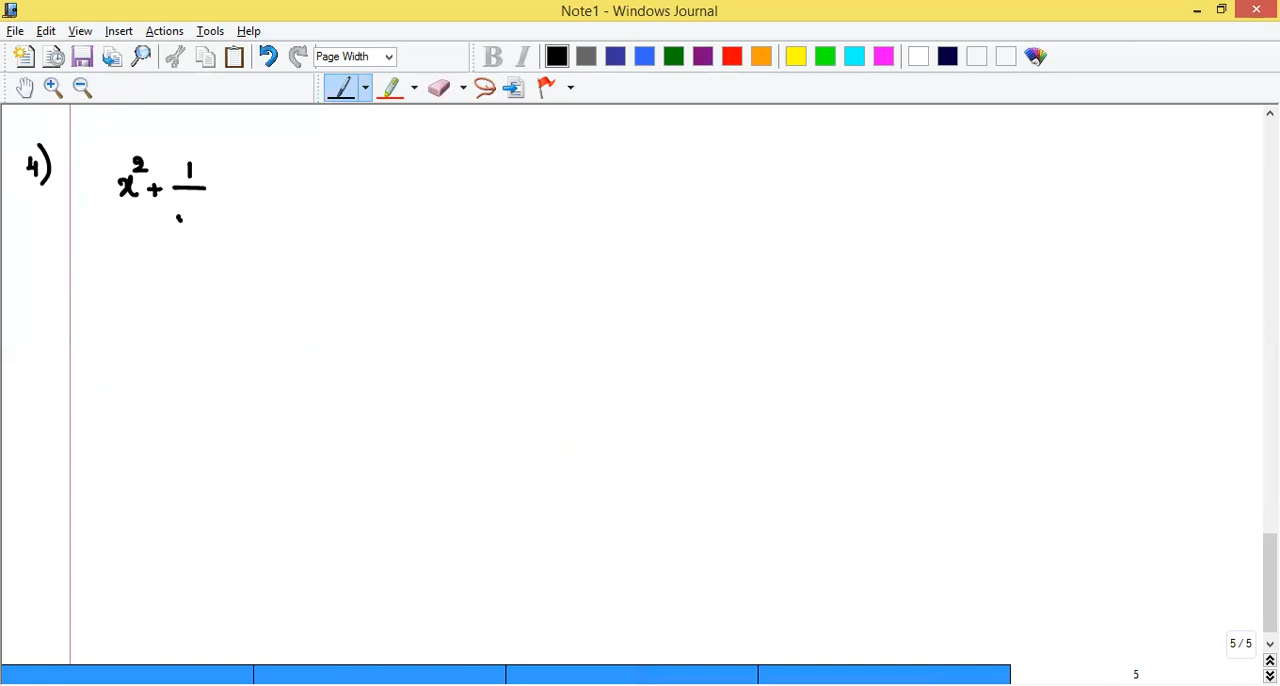 Note1 - Windows Journal
File Edit View Insert Actions Tools Help
Page Width B I
4) x² + 1/
5 / 5
5